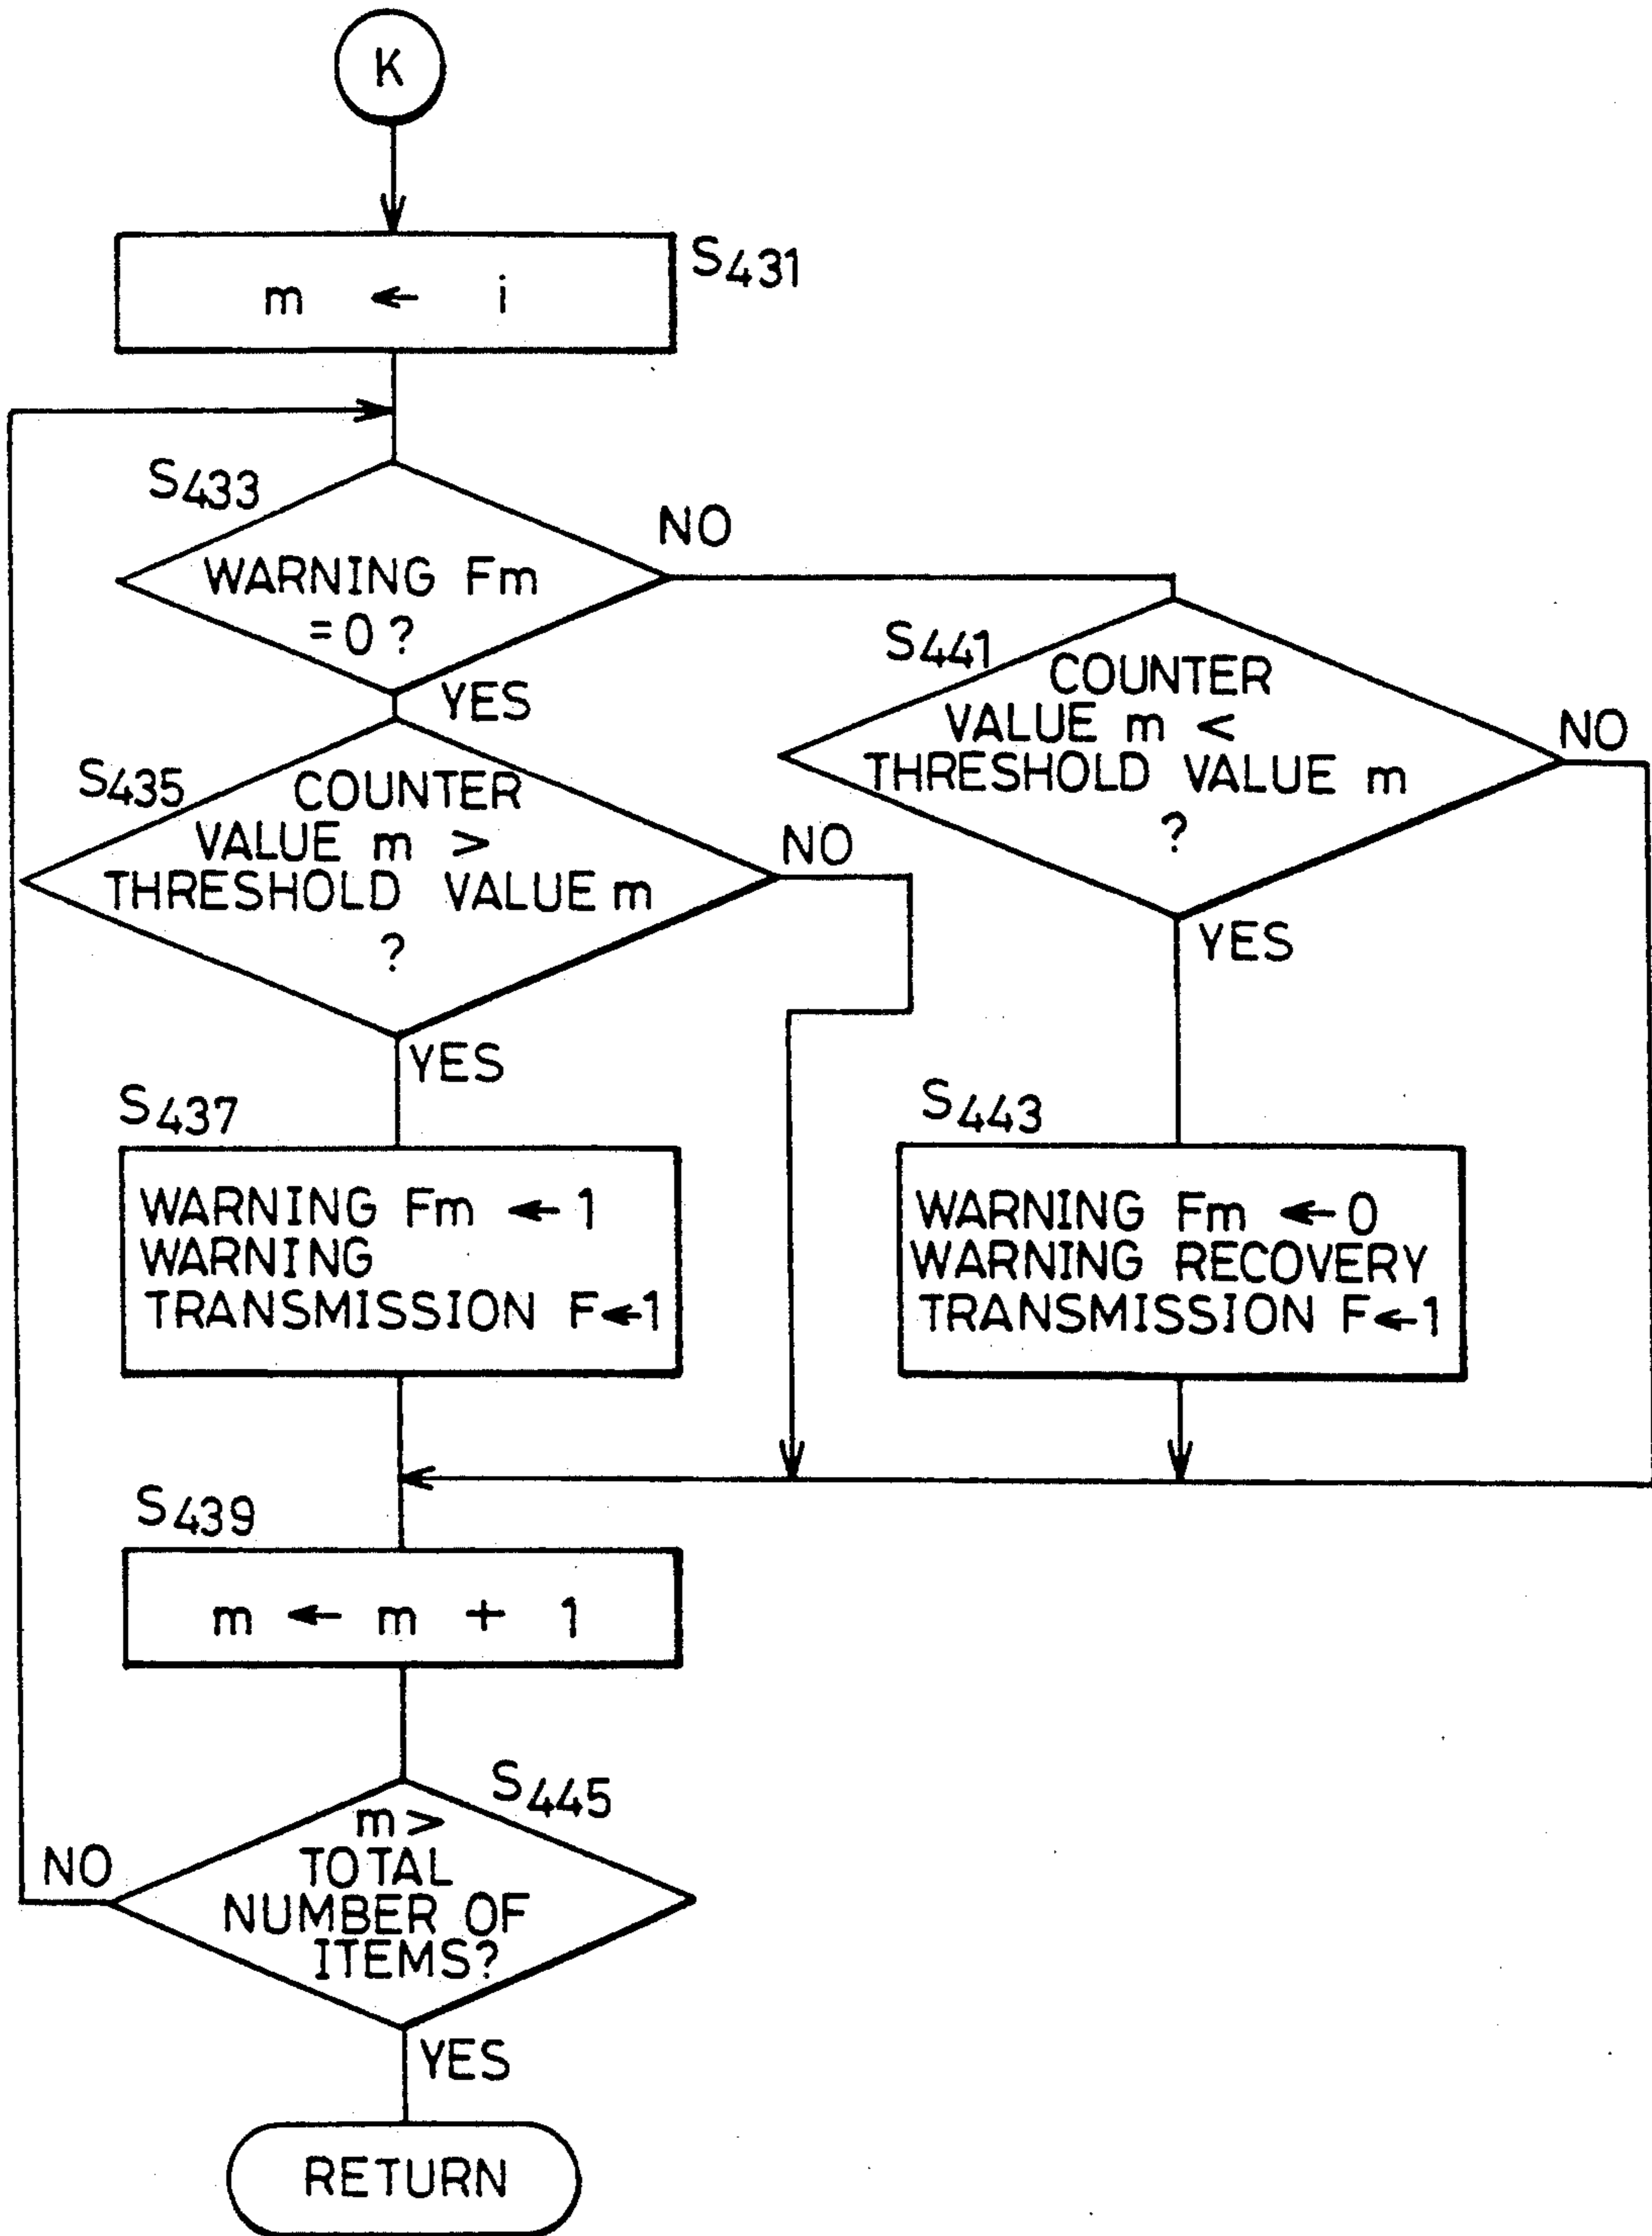 K
S431
m ← i
S433
NO
WARNING Fm
=0?
YES
S441
COUNTER
VALUE m <
THRESHOLD VALUE m
?
NO
YES
S435
COUNTER
VALUE m >
THRESHOLD VALUE m
?
NO
YES
S437
WARNING Fm ← 1
WARNING
TRANSMISSION F←1
S443
WARNING Fm ←0
WARNING RECOVERY
TRANSMISSION F←1
S439
m ← m + 1
S445
m >
TOTAL
NUMBER OF
ITEMS?
NO
YES
RETURN